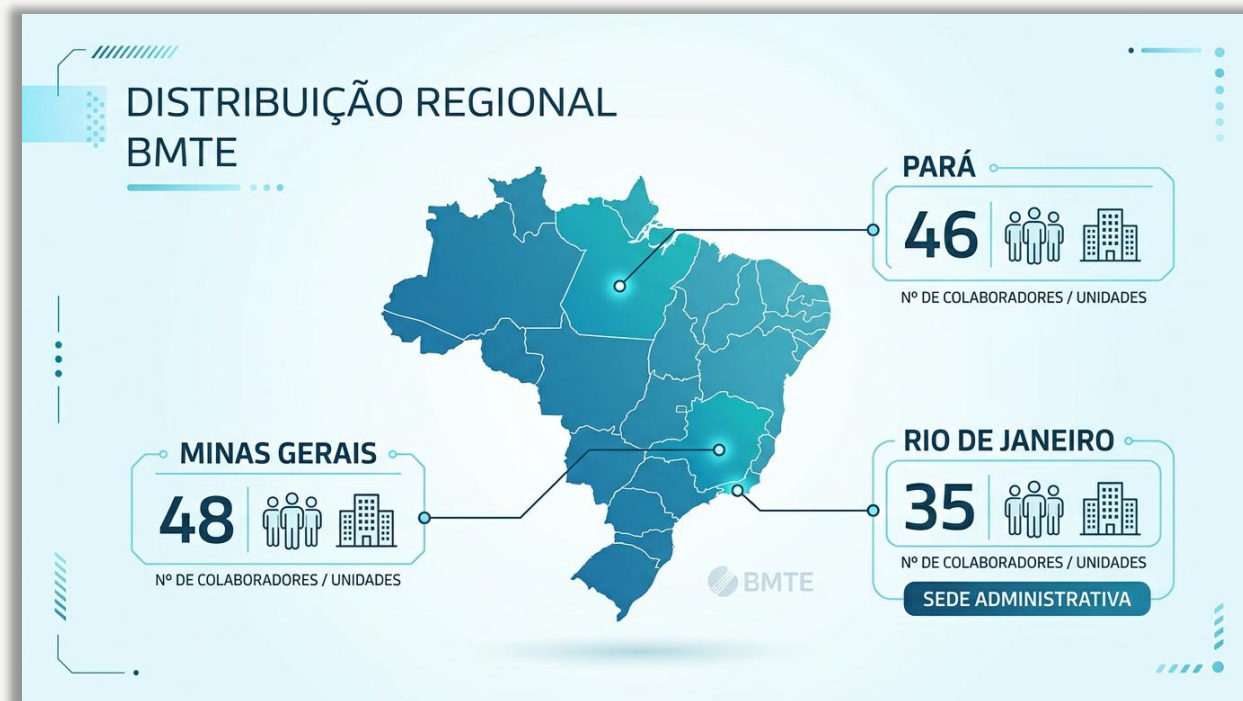 DISTRIBUIÇÃO REGIONAL
BMTE
PARÁ
46
Nº DE COLABORADORES / UNIDADES
MINAS GERAIS
48
Nº DE COLABORADORES / UNIDADES
RIO DE JANEIRO
35
Nº DE COLABORADORES / UNIDADES
SEDE ADMINISTRATIVA
BMTE